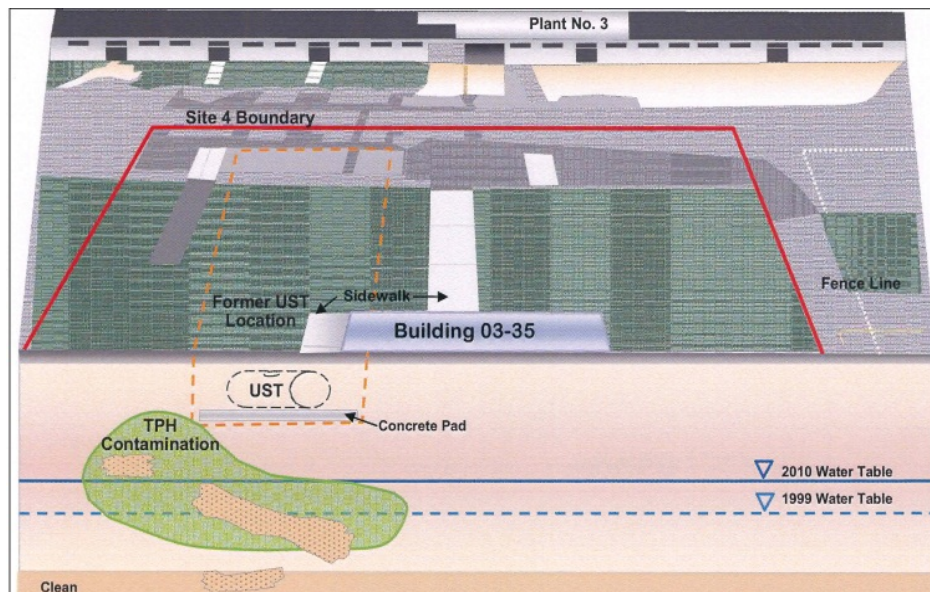 Plant No. 3
Site 4 Boundary
Fence Line
Former UST
Location
Sidewalk
Building 03-35
UST
Concrete Pad
TPH
Contamination
2010 Water Table
1999 Water Table
Clean